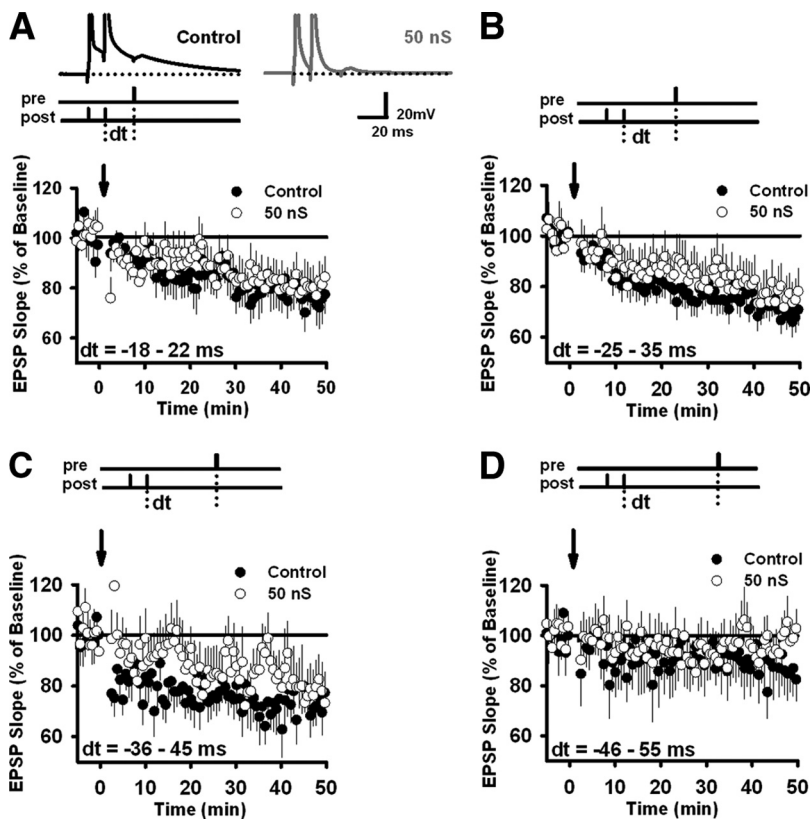 A
Control
50 nS
pre
post
dt
20mV
20 ms
EPSP Slope (% of Baseline)
120
100
80
60
Control
50 nS
dt = -18 - 22 ms
0 10 20 30 40 50
Time (min)
B
pre
post
dt
EPSP Slope (% of Baseline)
120
100
80
60
Control
50 nS
dt = -25 - 35 ms
0 10 20 30 40 50
Time (min)
C
pre
post
dt
EPSP Slope (% of Baseline)
120
100
80
60
Control
50 nS
dt = -36 - 45 ms
0 10 20 30 40 50
Time (min)
D
pre
post
dt
EPSP Slope (% of Baseline)
120
100
80
60
Control
50 nS
dt = -46 - 55 ms
0 10 20 30 40 50
Time (min)